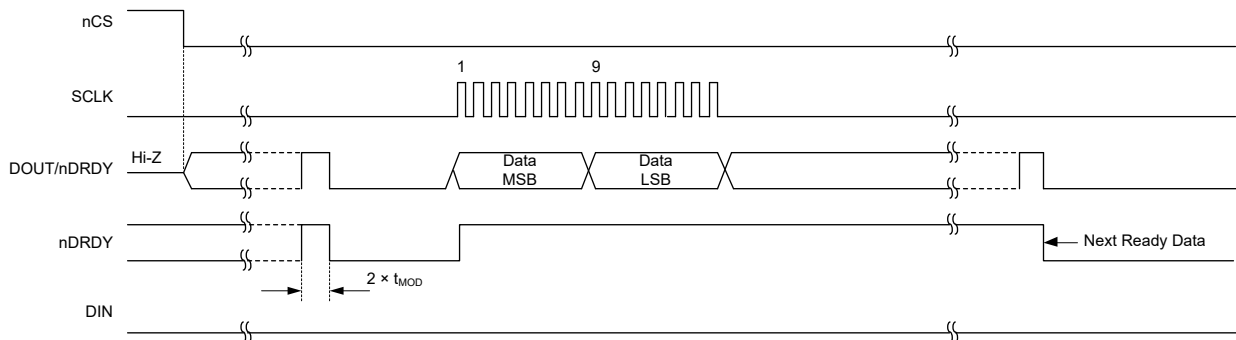 nCS
1 9
SCLK
Hi-Z
DOUT/nDRDY
Data
MSB
Data
LSB
nDRDY
Next Ready Data
2 × tMOD
DIN